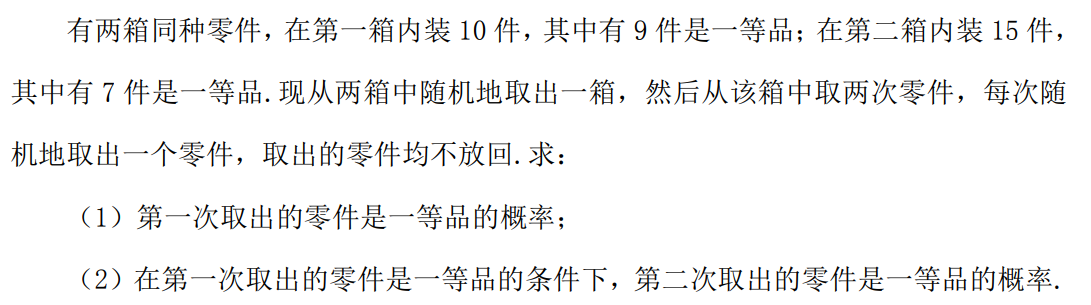 有两箱同种零件，在第一箱内装 10 件，其中有 9 件是一等品；在第二箱内装 15 件，
其中有 7 件是一等品.现从两箱中随机地取出一箱，然后从该箱中取两次零件，每次随
机地取出一个零件，取出的零件均不放回.求：
（1）第一次取出的零件是一等品的概率；
（2）在第一次取出的零件是一等品的条件下，第二次取出的零件是一等品的概率.